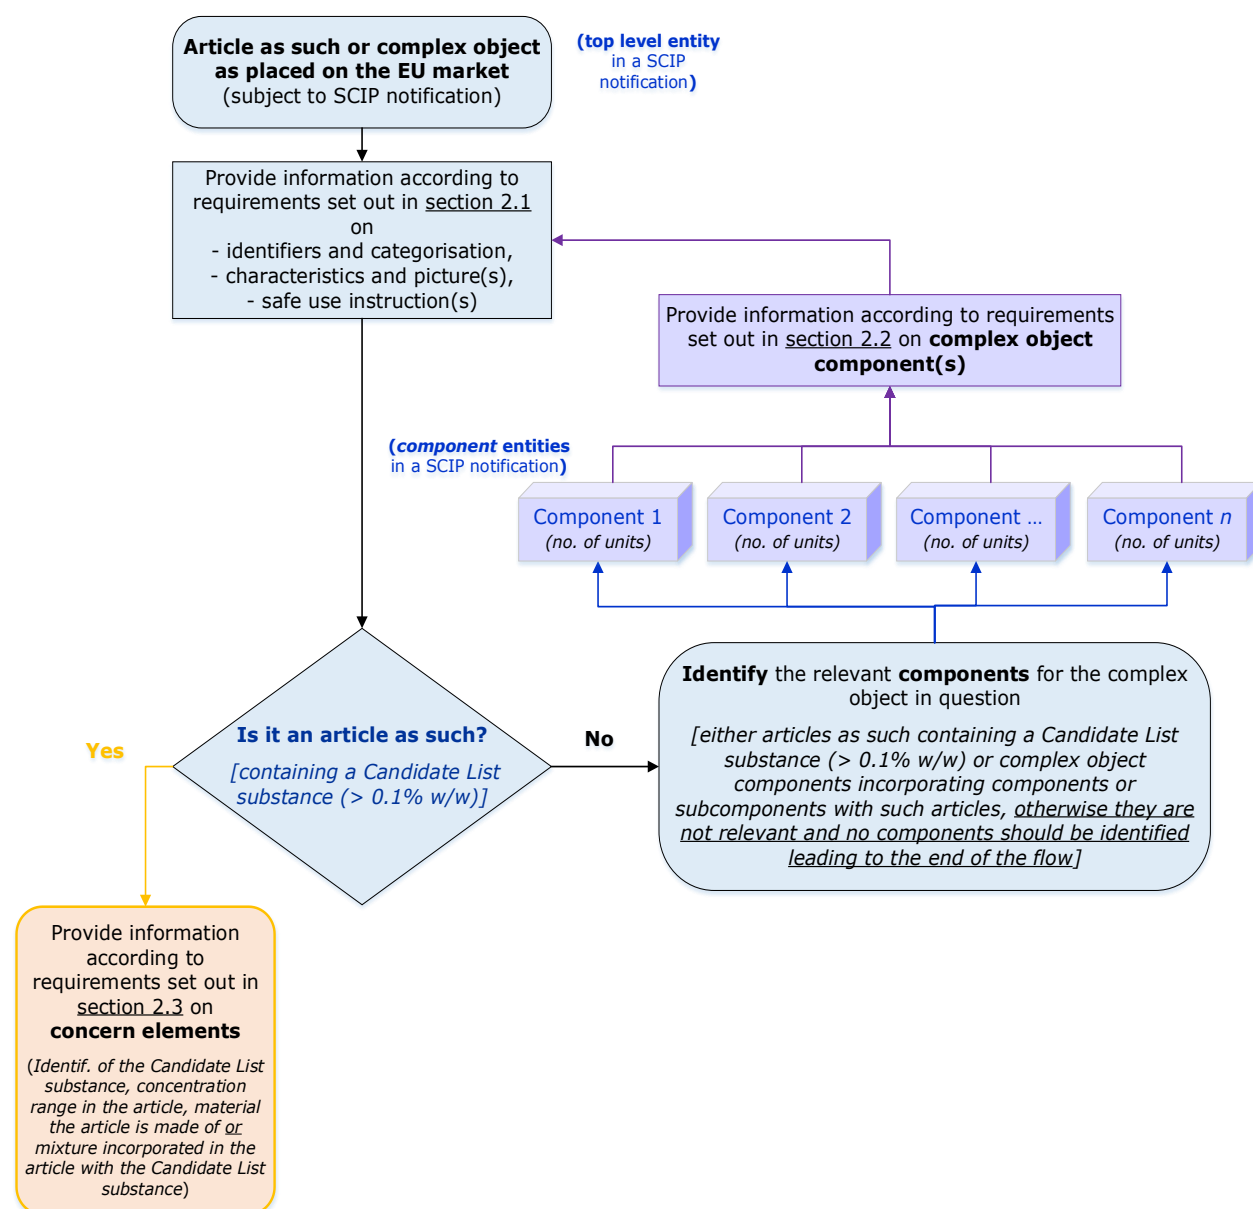 Article as such or complex object
as placed on the EU market
(subject to SCIP notification)
(top level entity
in a SCIP
notification)
Provide information according to
requirements set out in section 2.1
on
- identifiers and categorisation,
- characteristics and picture(s),
- safe use instruction(s)
Provide information according to requirements
set out in section 2.2 on complex object
component(s)
(component entities
in a SCIP notification)
Component 1
(no. of units)
Component 2
(no. of units)
Component ...
(no. of units)
Component n
(no. of units)
Identify the relevant components for the complex
object in question
[either articles as such containing a Candidate List
substance (> 0.1% w/w) or complex object
components incorporating components or
subcomponents with such articles, otherwise they are
not relevant and no components should be identified
leading to the end of the flow]
Is it an article as such?
[containing a Candidate List
substance (> 0.1% w/w)]
Yes
No
Provide information
according to
requirements set out in
section 2.3 on
concern elements
(Identif. of the Candidate List
substance, concentration
range in the article, material
the article is made of or
mixture incorporated in the
article with the Candidate List
substance)